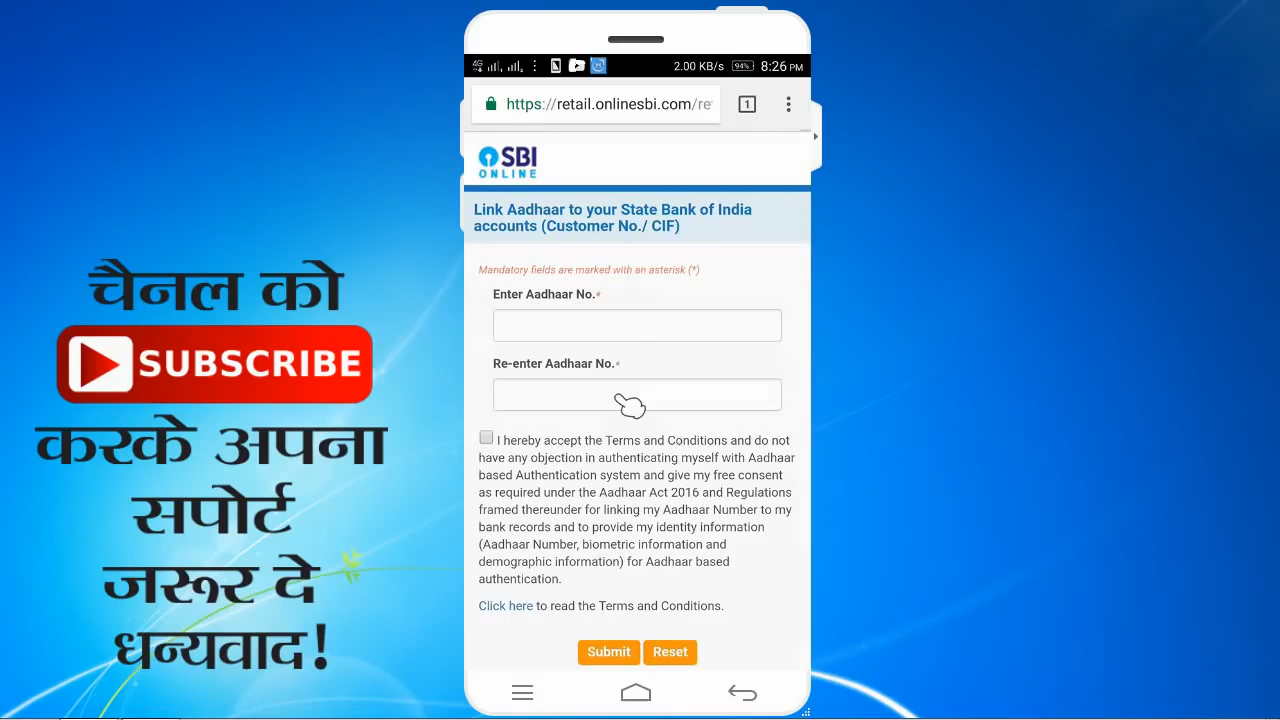 चैनल को
SUBSCRIBE
करके अपना
सपोर्ट
जरूर दे
धन्यवाद!
4G
2.00 KB/s 94% 8:26 PM
https://retail.onlinesbi.com/re
1
SBI
ONLINE
Link Aadhaar to your State Bank of India
accounts (Customer No./ CIF)
Mandatory fields are marked with an asterisk (*)
Enter Aadhaar No.*
Re-enter Aadhaar No.*
I hereby accept the Terms and Conditions and do not
have any objection in authenticating myself with Aadhaar
based Authentication system and give my free consent
as required under the Aadhaar Act 2016 and Regulations
framed thereunder for linking my Aadhaar Number to my
bank records and to provide my identity information
(Aadhaar Number, biometric information and
demographic information) for Aadhaar based
authentication.
Click here to read the Terms and Conditions.
Submit Reset